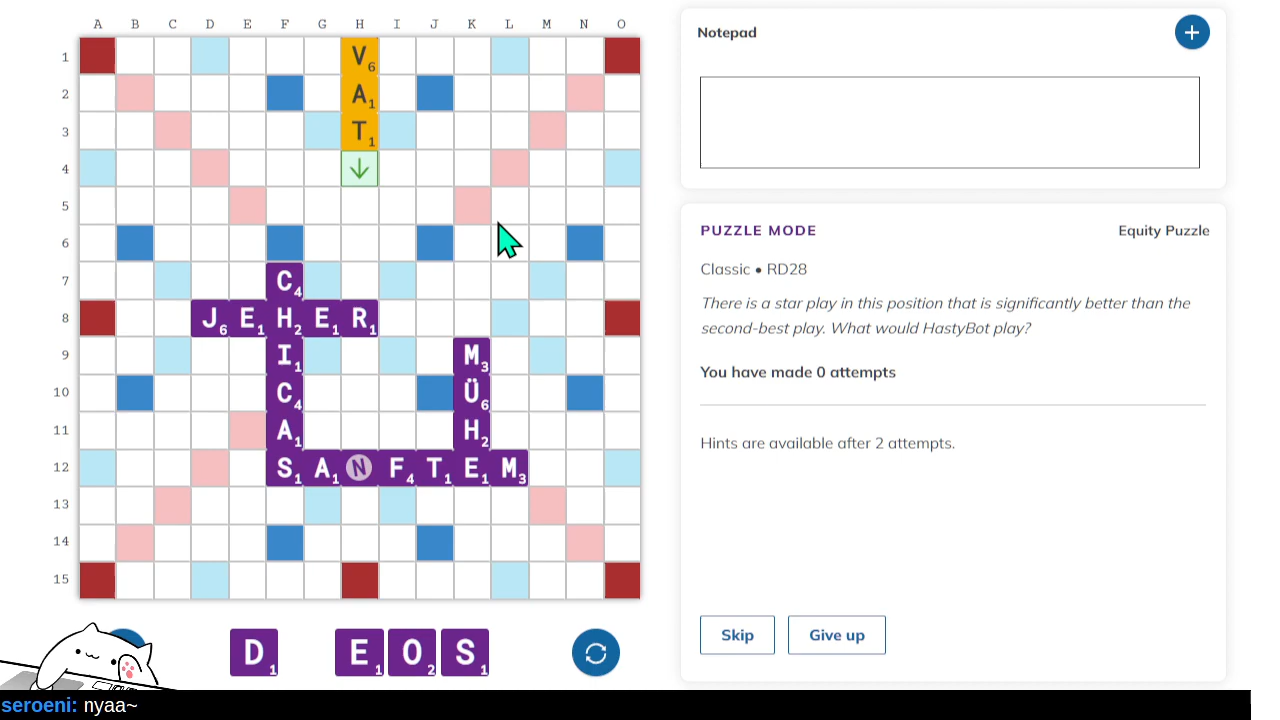 A B C D E F G H I J K L M N O
Notepad
+
1 V6
2 A1
3 T1
4
5
6
7 C4
8 J6 E1 H2 E1 R1
9 I1 M3
10 C4 Ü6
11 A1 H2
12 S1 A1 N F4 T1 E1 M3
13
14
15
PUZZLE MODE Equity Puzzle
Classic • RD28
There is a star play in this position that is significantly better than the
second-best play. What would HastyBot play?
You have made 0 attempts
Hints are available after 2 attempts.
Skip Give up
D1 E1 O2 S1
seroeni: nyaa~